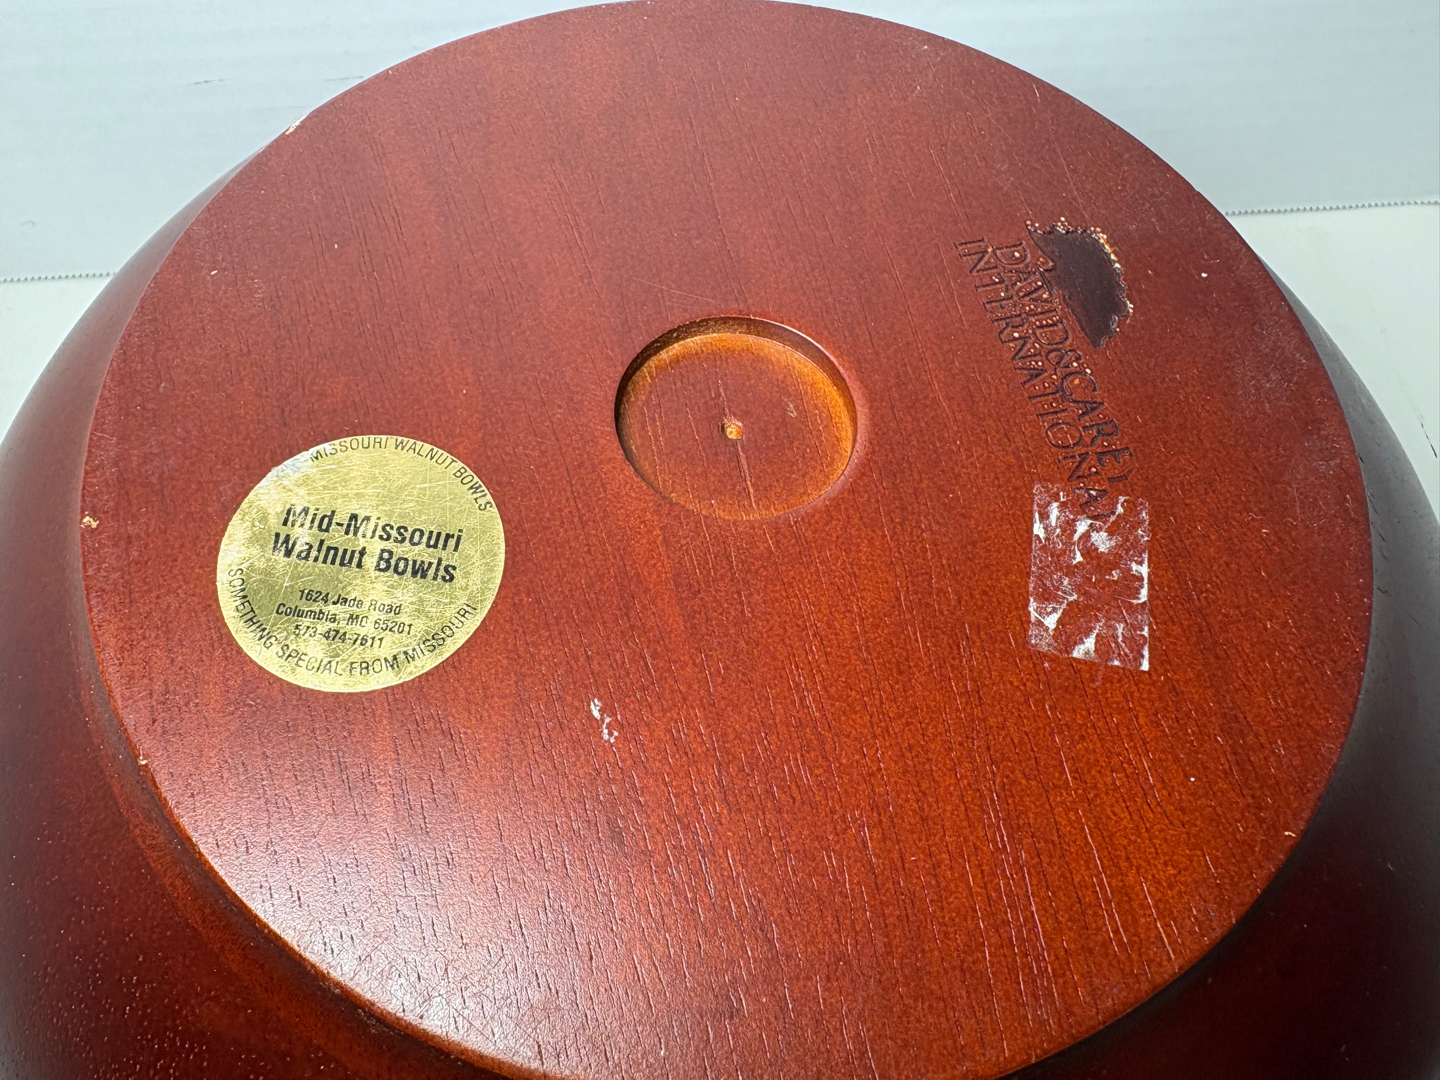 MISSOURI WALNUT BOWLS
Mid-Missouri
Walnut Bowls
1624 Jade Road
Columbia, MO 65201
573-474-7611
SOMETHING SPECIAL FROM MISSOURI
DAVID&CAREY
INTERNATIONAL